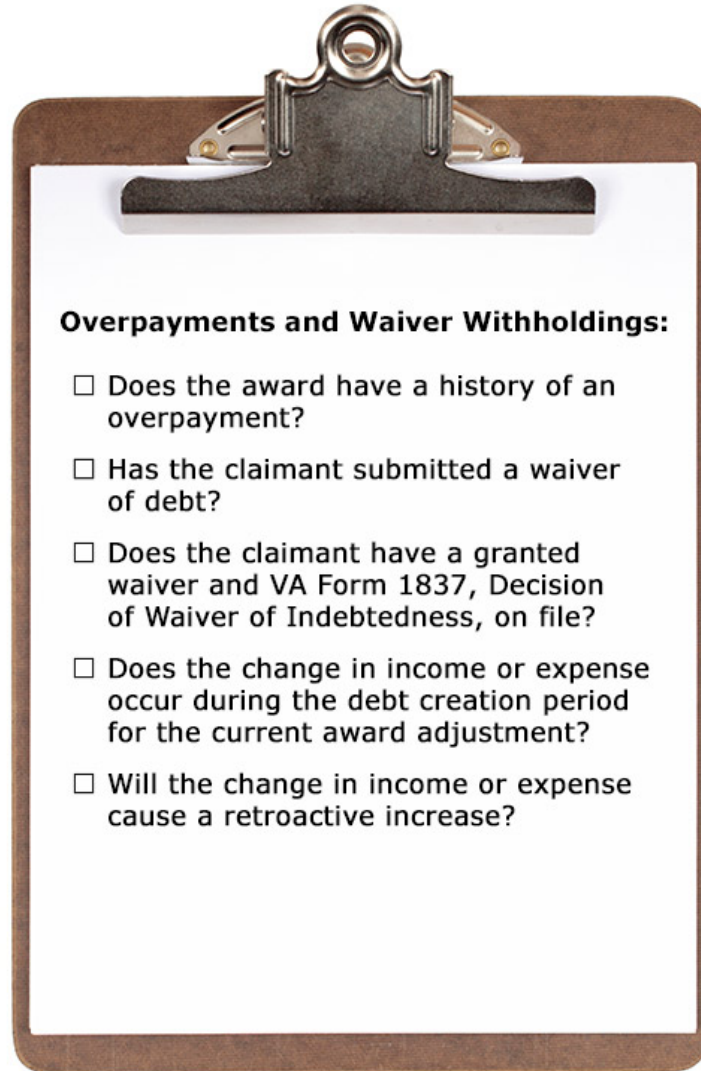 Overpayments and Waiver Withholdings:
☐ Does the award have a history of an
overpayment?
☐ Has the claimant submitted a waiver
of debt?
☐ Does the claimant have a granted
waiver and VA Form 1837, Decision
of Waiver of Indebtedness, on file?
☐ Does the change in income or expense
occur during the debt creation period
for the current award adjustment?
☐ Will the change in income or expense
cause a retroactive increase?